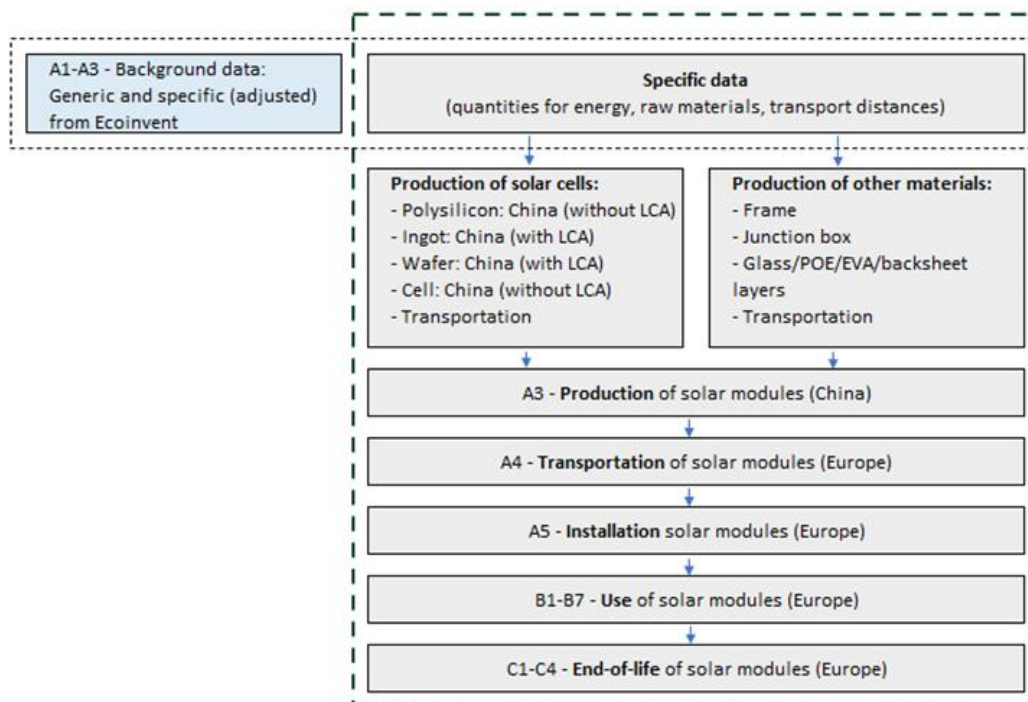 A1-A3 - Background data:
Generic and specific (adjusted)
from Ecoinvent
Specific data
(quantities for energy, raw materials, transport distances)
Production of solar cells:
- Polysilicon: China (without LCA)
- Ingot: China (with LCA)
- Wafer: China (with LCA)
- Cell: China (without LCA)
- Transportation
Production of other materials:
- Frame
- Junction box
- Glass/POE/EVA/backsheet
layers
- Transportation
A3 - Production of solar modules (China)
A4 - Transportation of solar modules (Europe)
A5 - Installation solar modules (Europe)
B1-B7 - Use of solar modules (Europe)
C1-C4 - End-of-life of solar modules (Europe)